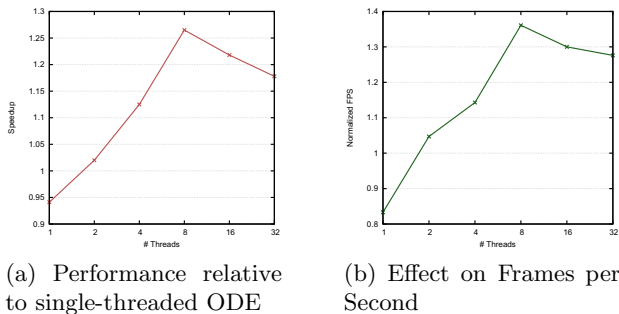 1.3
1.25
1.2
1.15
1.1
1.05
1
0.95
0.9
Speedup
1 2 4 8 16 32
# Threads
1.4
1.3
1.2
1.1
1
0.9
0.8
Normalized FPS
1 2 4 8 16 32
# Threads
(a) Performance relative
to single-threaded ODE
(b) Effect on Frames per
Second